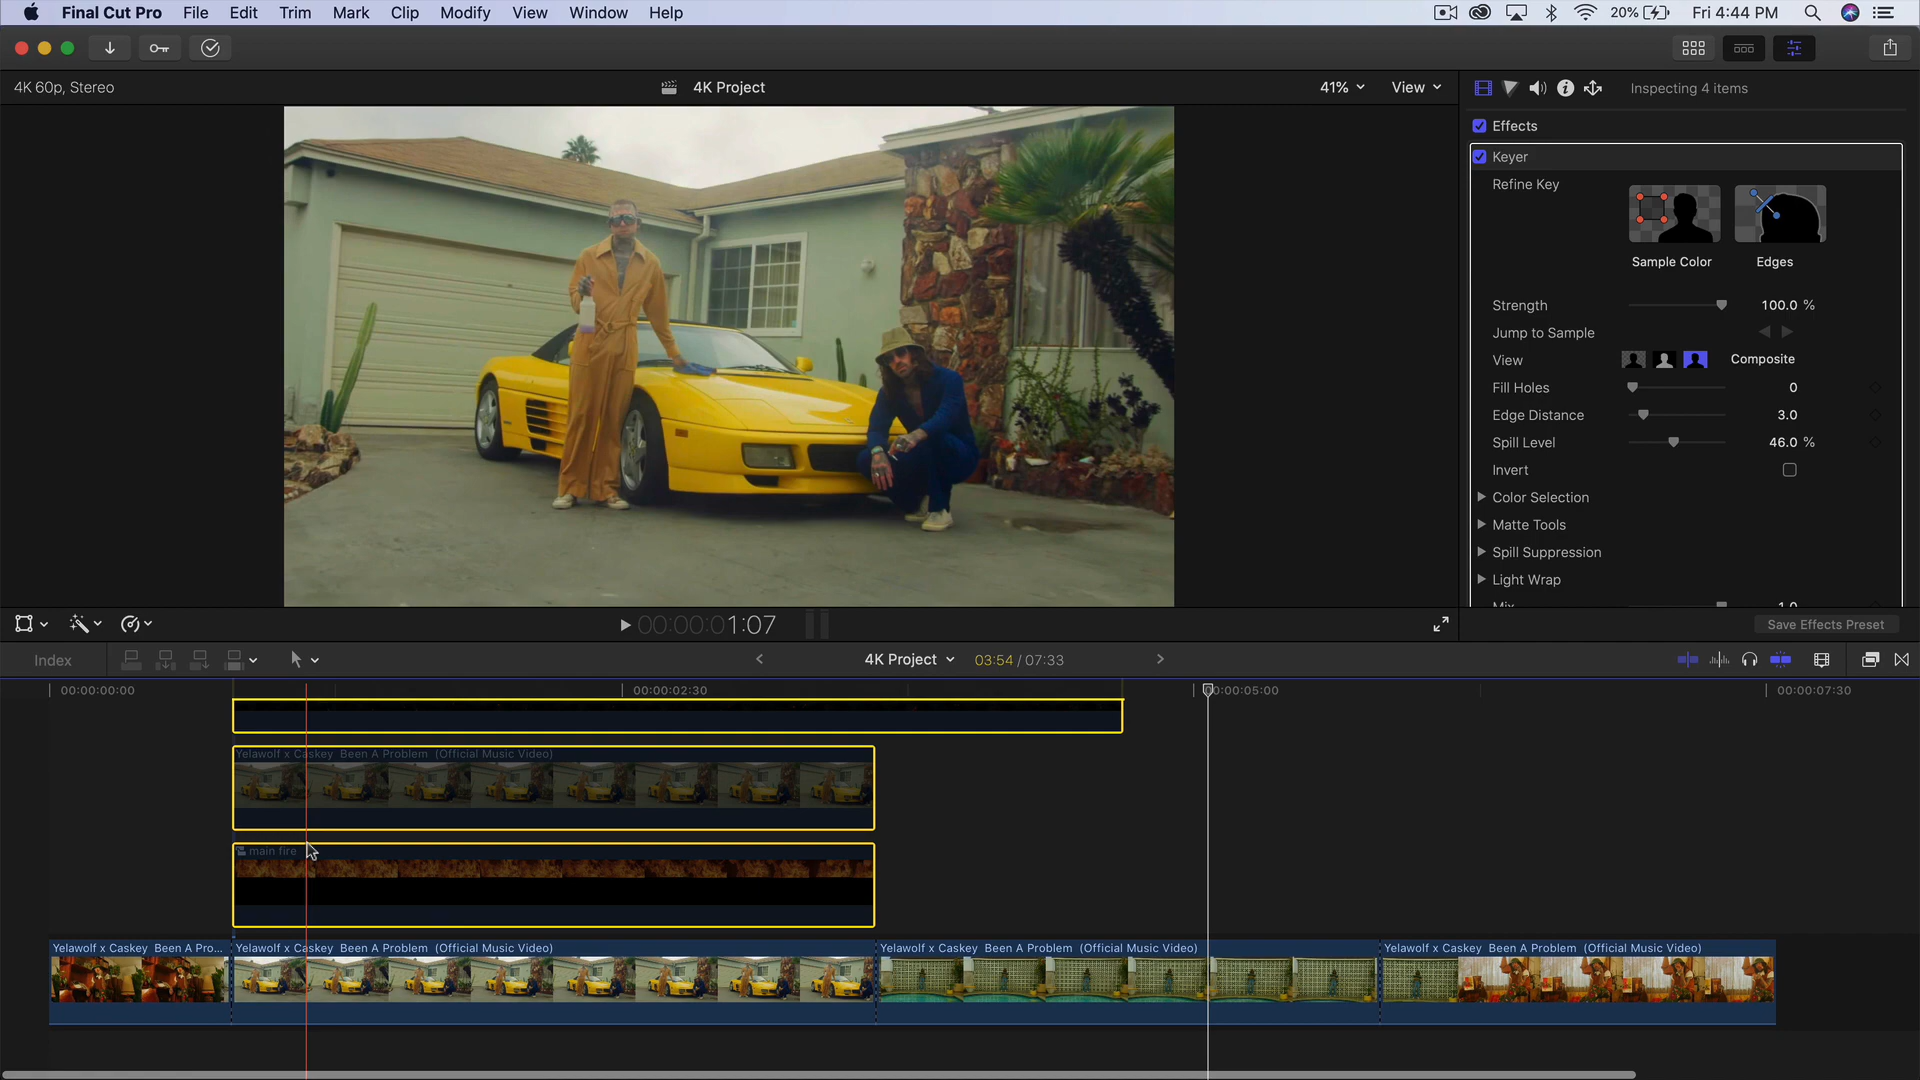 Final Cut Pro File Edit Trim Mark Clip Modify View Window Help 20% Fri 4:44 PM
4K 60p, Stereo 4K Project 41% View Inspecting 4 items
Effects
Keyer
Refine Key
Sample Color Edges
Strength 100.0 %
Jump to Sample
View Composite
Fill Holes 0
Edge Distance 3.0
Spill Level 46.0 %
Invert
Color Selection
Matte Tools
Spill Suppression
Light Wrap
Mix 1.0
00:00:01:07 Save Effects Preset
Index 4K Project 03:54 / 07:33
00:00:00:00 00:00:02:30 00:00:05:00 00:00:07:30
Yelawolf x Caskey Been A Problem (Official Music Video)
main fire
Yelawolf x Caskey Been A Pro... Yelawolf x Caskey Been A Problem (Official Music Video) Yelawolf x Caskey Been A Problem (Official Music Video) Yelawolf x Caskey Been A Problem (Official Music Video)